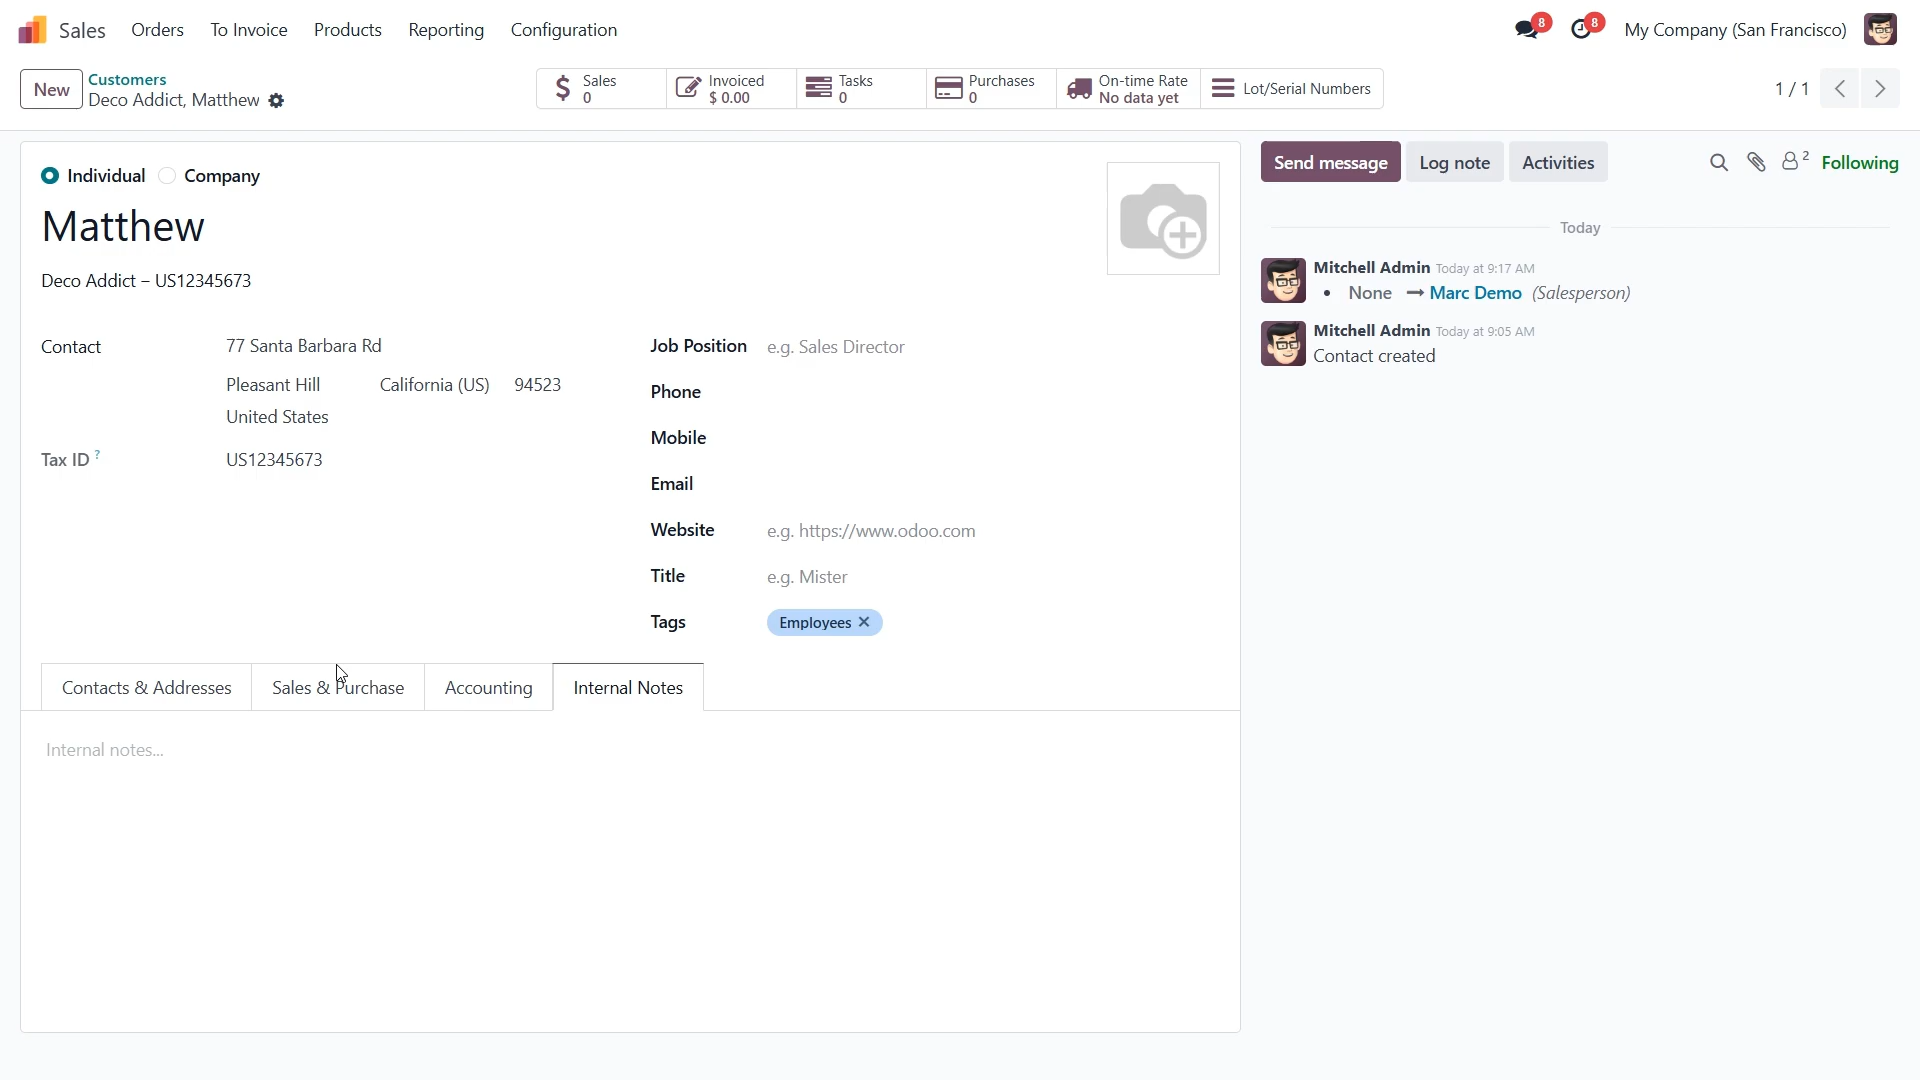 Sales Orders To Invoice Products Reporting Configuration 8 8 My Company (San Francisco)
New Customers
Deco Addict, Matthew
Sales
0
Invoiced
$ 0.00
Tasks
0
Purchases
0
On-time Rate
No data yet
Lot/Serial Numbers
1 / 1
Individual Company
Matthew
Deco Addict – US12345673
Contact 77 Santa Barbara Rd
Pleasant Hill California (US) 94523
United States
Tax ID ? US12345673
Job Position e.g. Sales Director
Phone
Mobile
Email
Website e.g. https://www.odoo.com
Title e.g. Mister
Tags Employees ✕
Contacts & Addresses Sales & Purchase Accounting Internal Notes
Internal notes...
Send message Log note Activities 2 Following
Today
Mitchell Admin Today at 9:17 AM
• None → Marc Demo (Salesperson)
Mitchell Admin Today at 9:05 AM
Contact created